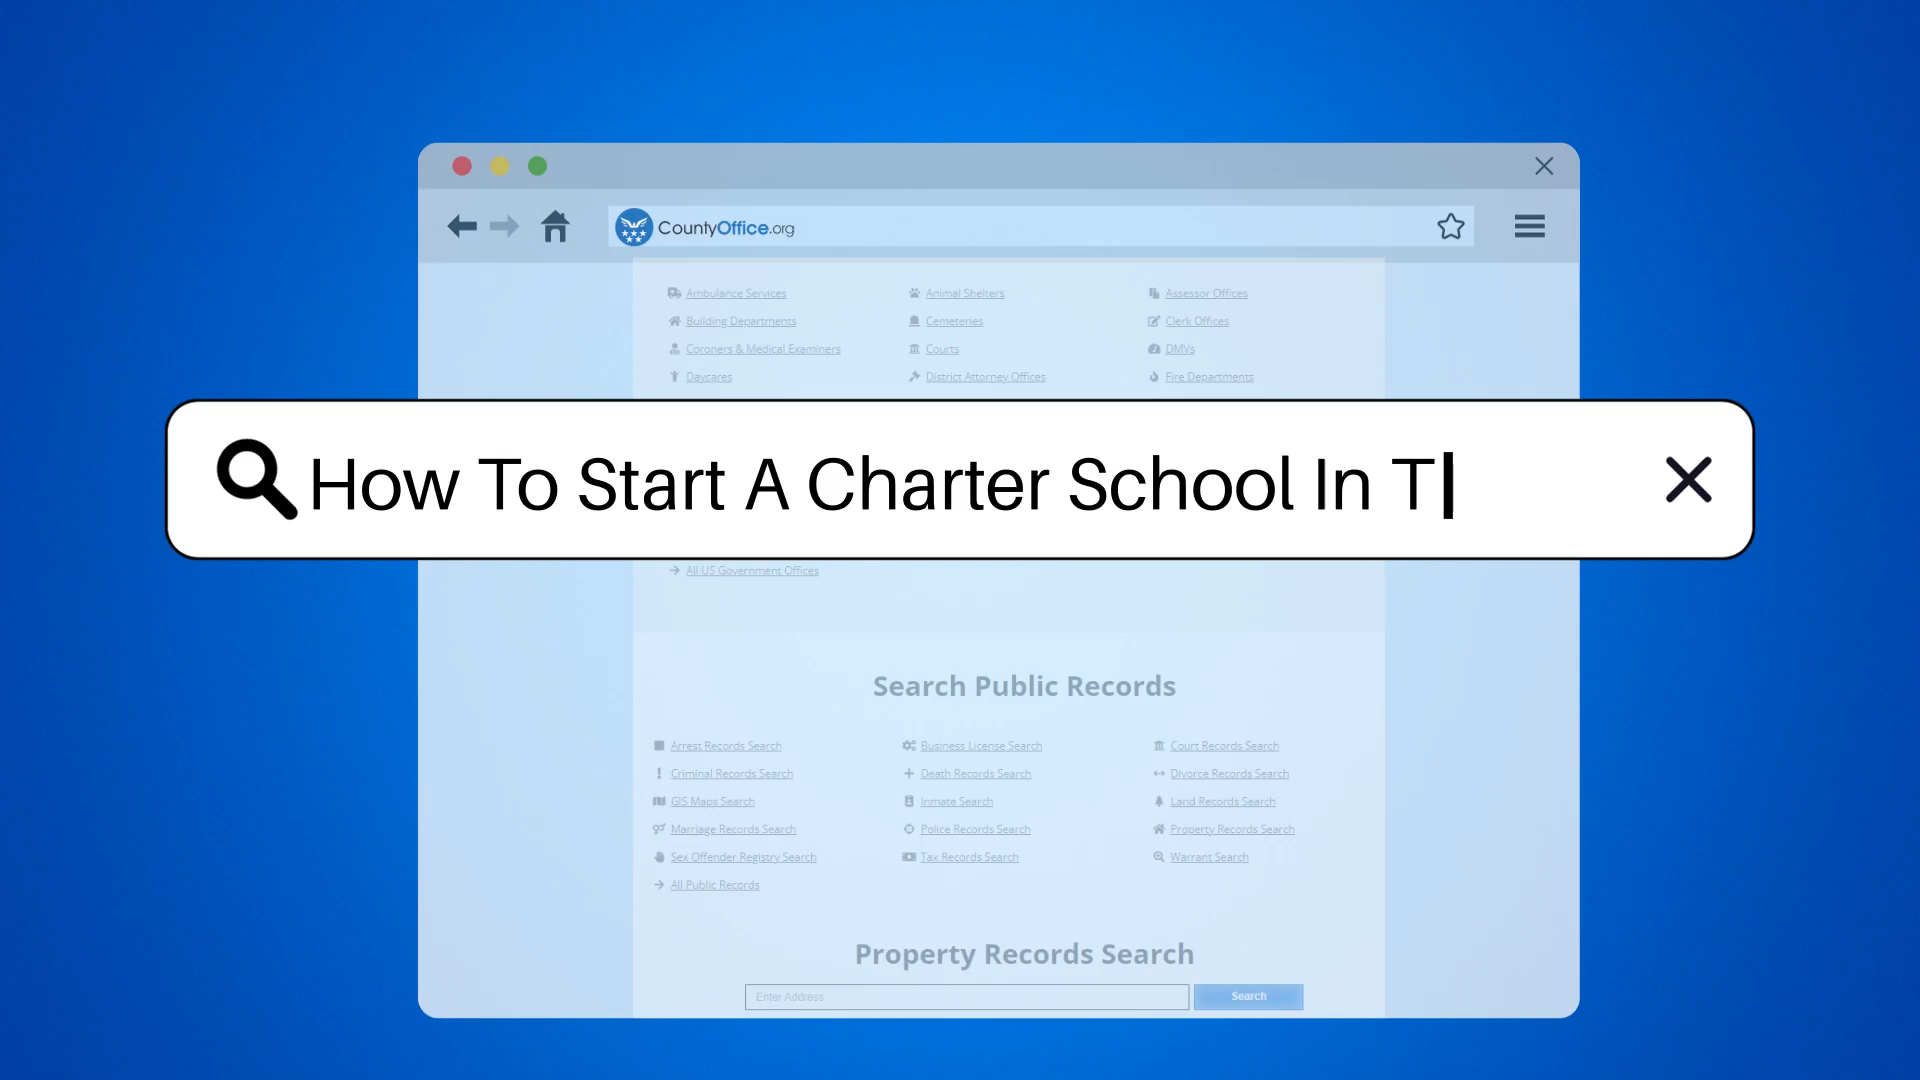 CountyOffice.org
Ambulance Services Animal Shelters Assessor Offices
Building Departments Cemeteries Clerk Offices
Coroners & Medical Examiners Courts DMVs
Daycares District Attorney Offices Fire Departments
How To Start A Charter School In T
All US Government Offices
Search Public Records
Arrest Records Search Business License Search Court Records Search
Criminal Records Search Death Records Search Divorce Records Search
GIS Maps Search Inmate Search Land Records Search
Marriage Records Search Police Records Search Property Records Search
Sex Offender Registry Search Tax Records Search Warrant Search
All Public Records
Property Records Search
Enter Address Search